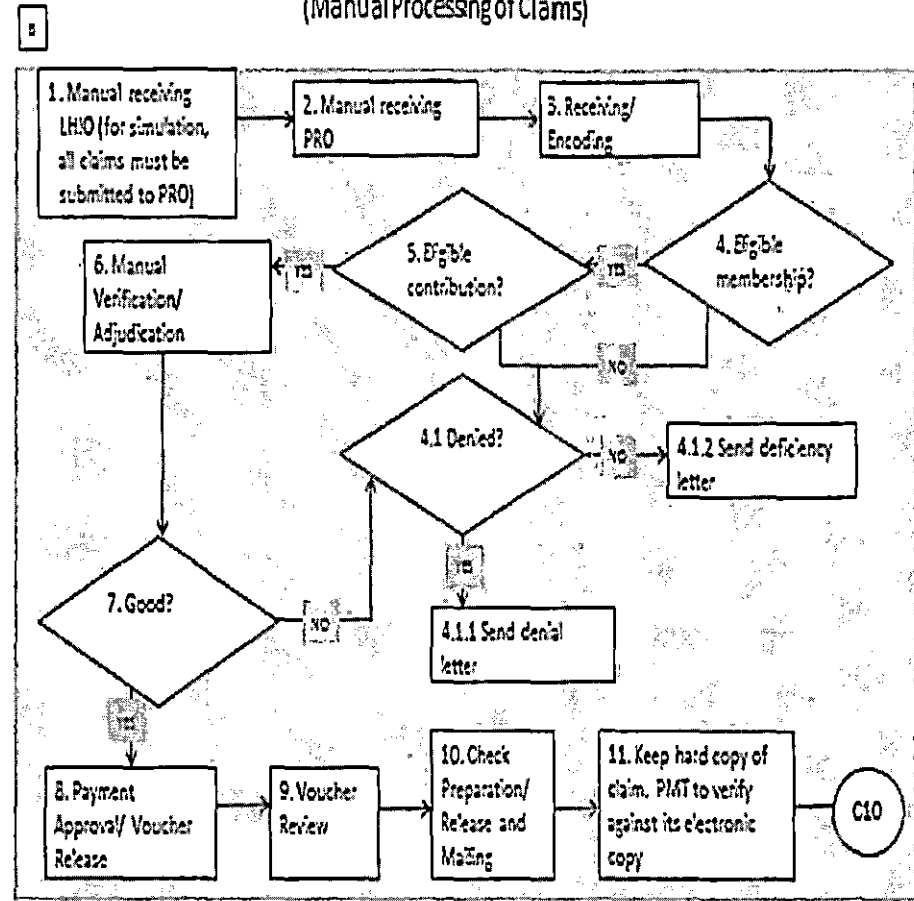 (Manual Processing of Claims)
1. Manual receiving
LHIO (for simulation,
all claims must be
submitted to PRO)
2. Manual receiving
PRO
3. Receiving/
Encoding
4. Eligible
membership?
YES
5. Eligible
contribution?
YES
6. Manual
Verification/
Adjudication
NO
4.1 Denied?
NO
4.1.2 Send deficiency
letter
YES
4.1.1 Send denial
letter
7. Good?
NO
YES
8. Payment
Approval/ Voucher
Release
9. Voucher
Review
10. Check
Preparation/
Release and
Mailing
11. Keep hard copy of
claim. PMT to verify
against its electronic
copy
C10